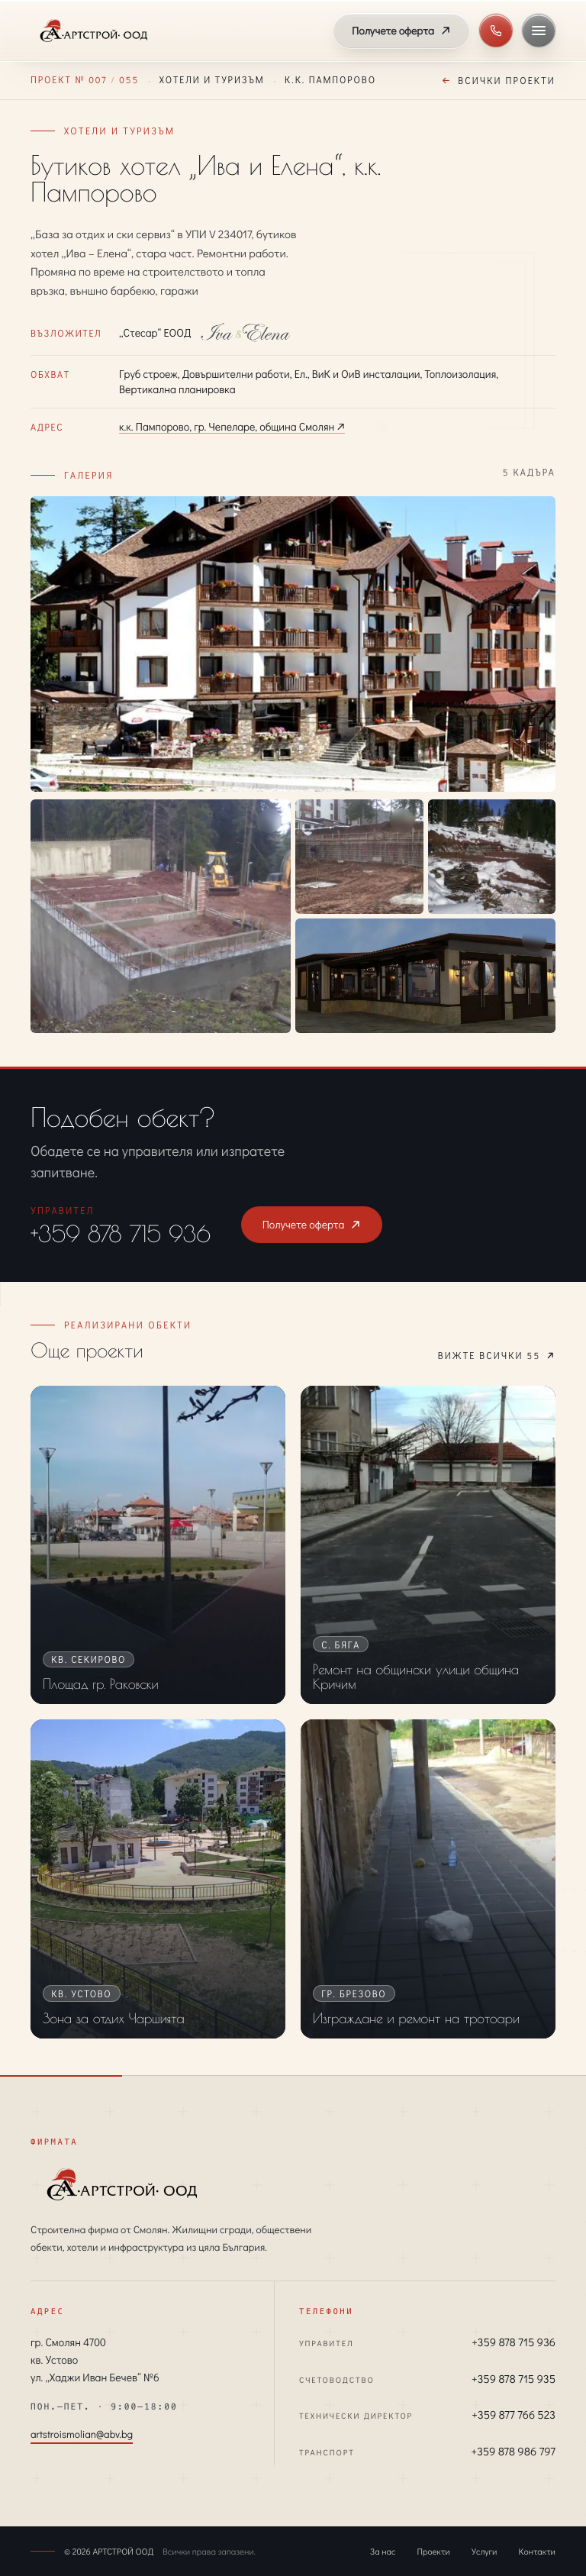 АРТСТРОЙ· ООД
Получете оферта ↗
ПРОЕКТ № 007 / 055 · ХОТЕЛИ И ТУРИЗЪМ · К.К. ПАМПОРОВО
← ВСИЧКИ ПРОЕКТИ
ХОТЕЛИ И ТУРИЗЪМ
Бутиков хотел „Ива и Елена“, к.к.
Пампорово
„База за отдих и ски сервиз“ в УПИ V 234017, бутиков
хотел „Ива – Елена“, стара част. Ремонтни работи.
Промяна по време на строителството и топла
връзка, външно барбекю, гаражи
ВЪЗЛОЖИТЕЛ
„Стесар“ ЕООД
Iva & Elena
ОБХВАТ
Груб строеж, Довършителни работи, Ел., ВиК и ОиВ инсталации, Топлоизолация,
Вертикална планировка
АДРЕС
к.к. Пампорово, гр. Чепеларе, община Смолян ↗
ГАЛЕРИЯ
5 КАДЪРА
Подобен обект?
Обадете се на управителя или изпратете
запитване.
УПРАВИТЕЛ
+359 878 715 936
Получете оферта ↗
РЕАЛИЗИРАНИ ОБЕКТИ
Още проекти
ВИЖТЕ ВСИЧКИ 55 ↗
КВ. СЕКИРОВО
Площад гр. Раковски
С. БЯГА
Ремонт на общински улици община
Кричим
КВ. УСТОВО
Зона за отдих Чаршията
ГР. БРЕЗОВО
Изграждане и ремонт на тротоари
ФИРМАТА
АРТСТРОЙ· ООД
Строителна фирма от Смолян. Жилищни сгради, обществени
обекти, хотели и инфраструктура из цяла България.
АДРЕС
гр. Смолян 4700
кв. Устово
ул. „Хаджи Иван Бечев“ №6
ПОН.–ПЕТ. · 9:00–18:00
artstroismolian@abv.bg
ТЕЛЕФОНИ
УПРАВИТЕЛ
+359 878 715 936
СЧЕТОВОДСТВО
+359 878 715 935
ТЕХНИЧЕСКИ ДИРЕКТОР
+359 877 766 523
ТРАНСПОРТ
+359 878 986 797
© 2026 АРТСТРОЙ ООД Всички права запазени.
За нас Проекти Услуги Контакти